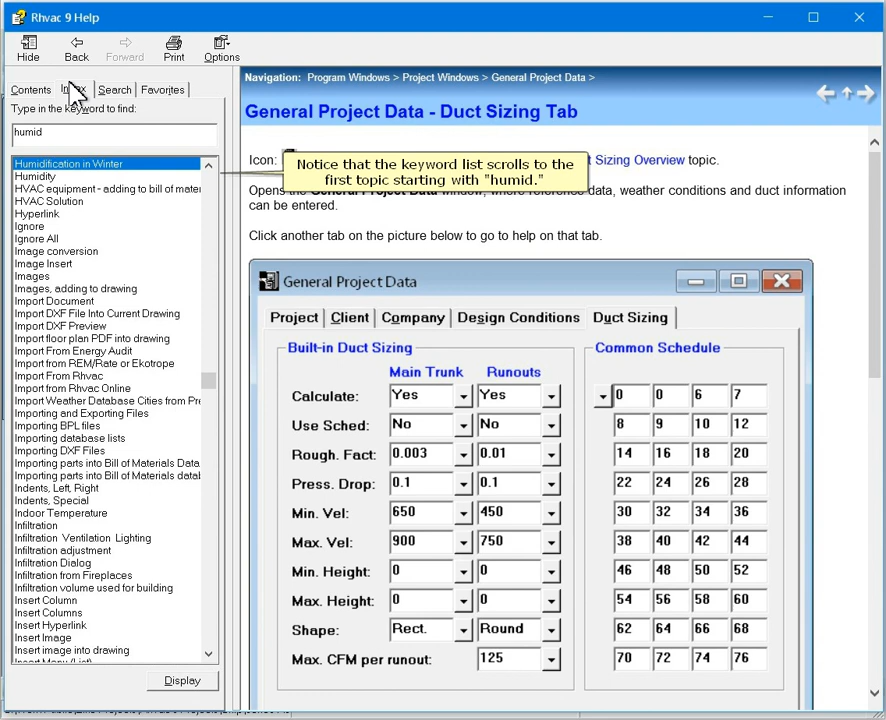 Rhvac 9 Help
Hide Back Forward Print Options
Contents Search Favorites
Type in the keyword to find:
humid
Humidification in Winter
Humidity
HVAC equipment - adding to bill of mater
HVAC Solution
Hyperlink
Ignore
Ignore All
Image conversion
Image Insert
Images
Images, adding to drawing
Import Document
Import DXF File Into Current Drawing
Import DXF Preview
Import floor plan PDF into drawing
Import From Energy Audit
Import from REM/Rate or Ekotrope
Import From Rhvac
Import from Rhvac Online
Import Weather Database Cities from Pre
Importing and Exporting Files
Importing BPL files
Importing database lists
Importing DXF Files
Importing parts into Bill of Materials Data
Importing parts into Bill of Materials datab
Indents, Left, Right
Indents, Special
Indoor Temperature
Infiltration
Infiltration Ventilation Lighting
Infiltration adjustment
Infiltration Dialog
Infiltration from Fireplaces
Infiltration volume used for building
Insert Column
Insert Columns
Insert Hyperlink
Insert Image
Insert image into drawing
Insert Menu (List)
Display
Navigation: Program Windows > Project Windows > General Project Data >
General Project Data - Duct Sizing Tab
Icon: Sizing Overview topic.
Notice that the keyword list scrolls to the
first topic starting with "humid."
Opens the General Project Data window, where reference data, weather conditions and duct information
can be entered.
Click another tab on the picture below to go to help on that tab.
General Project Data
Project Client Company Design Conditions Duct Sizing
Built-in Duct Sizing
Main Trunk Runouts
Calculate: Yes Yes
Use Sched: No No
Rough. Fact: 0.003 0.01
Press. Drop: 0.1 0.1
Min. Vel: 650 450
Max. Vel: 900 750
Min. Height: 0 0
Max. Height: 0 0
Shape: Rect. Round
Max. CFM per runout: 125
Common Schedule
0 0 6 7
8 9 10 12
14 16 18 20
22 24 26 28
30 32 34 36
38 40 42 44
46 48 50 52
54 56 58 60
62 64 66 68
70 72 74 76